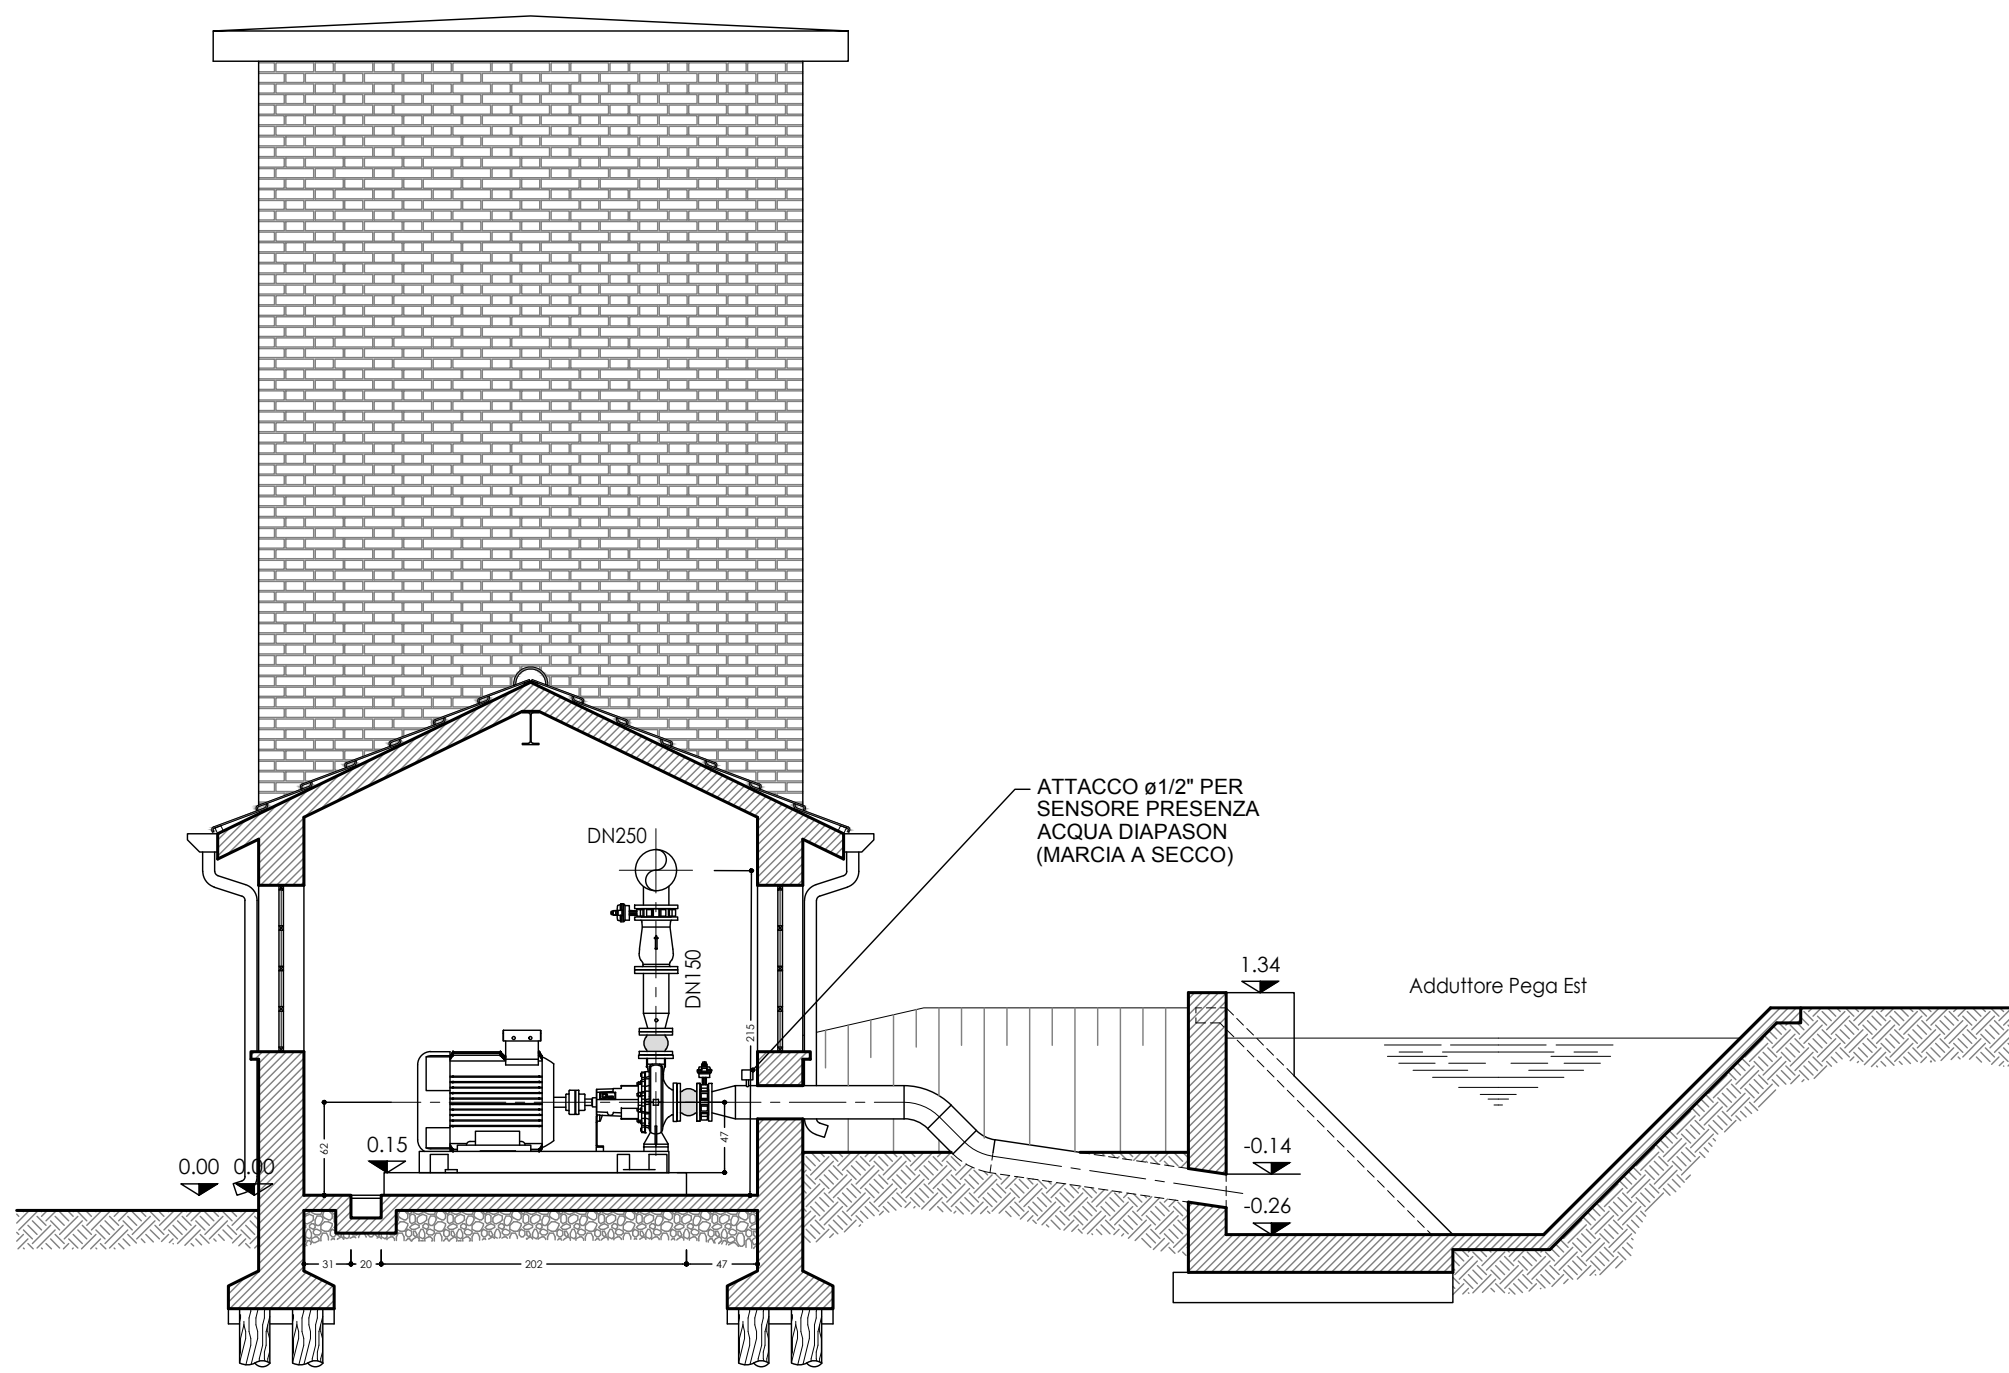 ATTACCO ø1/2" PER
SENSORE PRESENZA
ACQUA DIAPASON
(MARCIA A SECCO)
DN250
DN150
215
1.34
Adduttore Pega Est
47
62
0.15
-0.14
0.00
0.00
-0.26
31
20
202
47